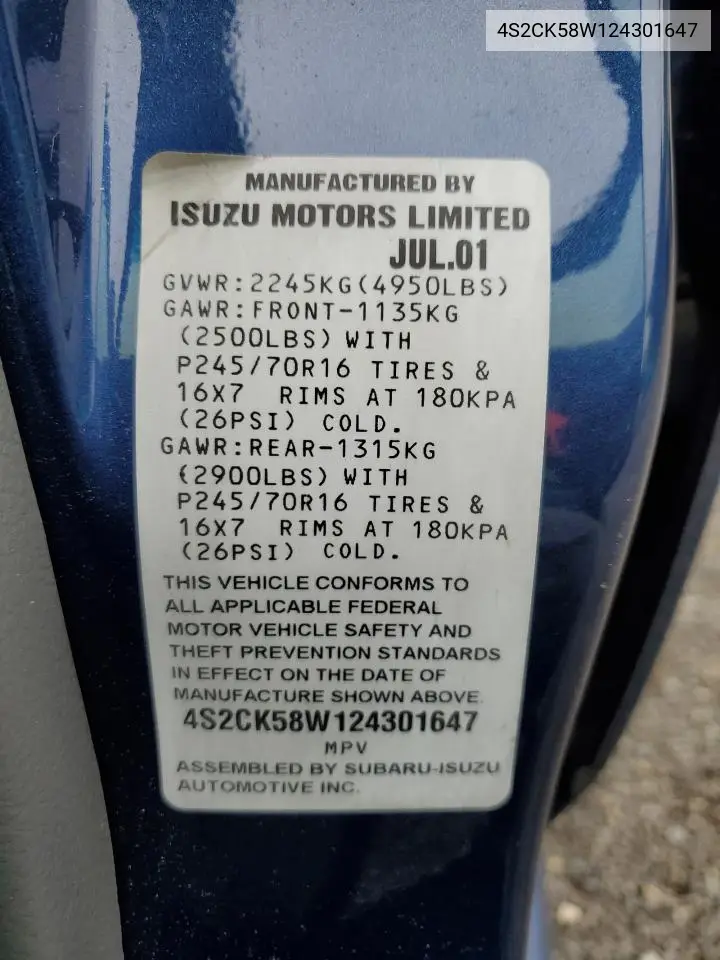 4S2CK58W124301647
MANUFACTURED BY
ISUZU MOTORS LIMITED
JUL.01
GVWR:2245KG(4950LBS)
GAWR:FRONT-1135KG
(2500LBS) WITH
P245/70R16 TIRES &
16X7 RIMS AT 180KPA
(26PSI) COLD.
GAWR:REAR-1315KG
(2900LBS) WITH
P245/70R16 TIRES &
16X7 RIMS AT 180KPA
(26PSI) COLD.
THIS VEHICLE CONFORMS TO
ALL APPLICABLE FEDERAL
MOTOR VEHICLE SAFETY AND
THEFT PREVENTION STANDARDS
IN EFFECT ON THE DATE OF
MANUFACTURE SHOWN ABOVE.
4S2CK58W124301647
MPV
ASSEMBLED BY SUBARU-ISUZU
AUTOMOTIVE INC.